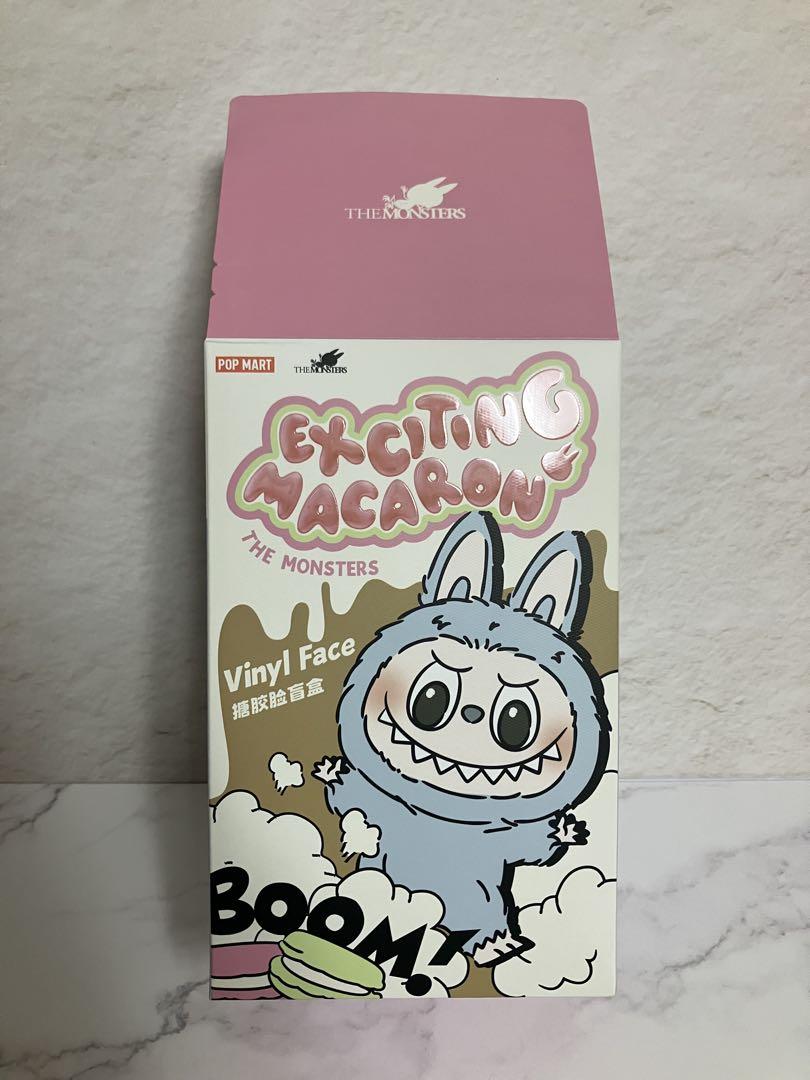 THE MONSTERS
POP MART
THE MONSTERS
EXCITING
MACARON
THE MONSTERS
Vinyl Face
搪胶脸盲盒
BOOM!